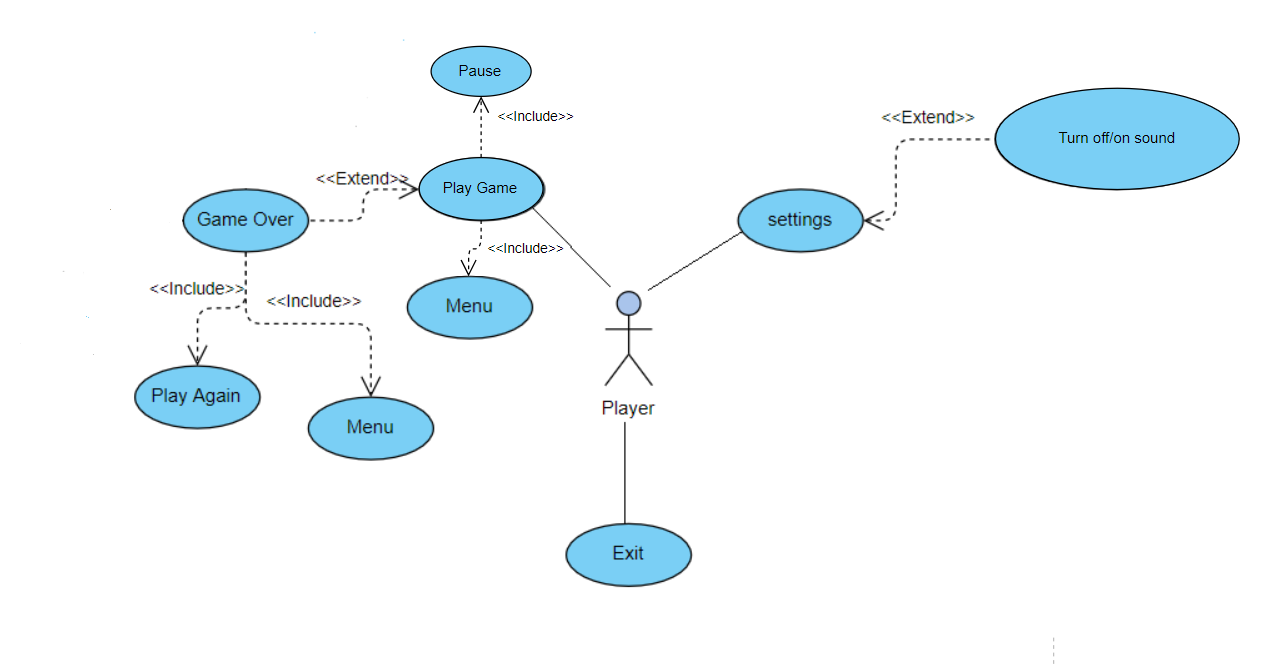 Pause
<<Include>>
<<Extend>>
Turn off/on sound
<<Extend>>
Play Game
Game Over
settings
<<Include>>
<<Include>>
<<Include>>
Menu
Play Again
Player
Menu
Exit